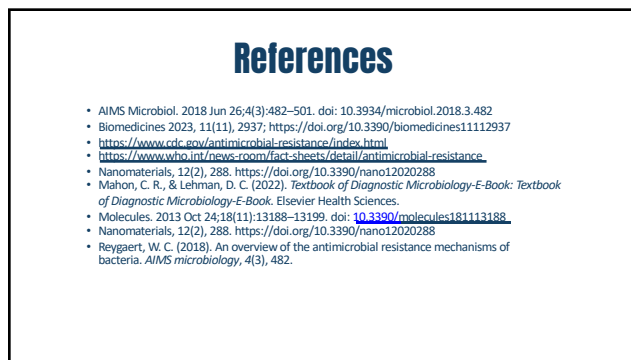 References
• AIMS Microbiol. 2018 Jun 26;4(3):482–501. doi: 10.3934/microbiol.2018.3.482
• Biomedicines 2023, 11(11), 2937; https://doi.org/10.3390/biomedicines11112937
• https://www.cdc.gov/antimicrobial-resistance/index.html
• https://www.who.int/news-room/fact-sheets/detail/antimicrobial-resistance
• Nanomaterials, 12(2), 288. https://doi.org/10.3390/nano12020288
• Mahon, C. R., & Lehman, D. C. (2022). Textbook of Diagnostic Microbiology-E-Book: Textbook
of Diagnostic Microbiology-E-Book. Elsevier Health Sciences.
• Molecules. 2013 Oct 24;18(11):13188–13199. doi: 10.3390/molecules181113188
• Nanomaterials, 12(2), 288. https://doi.org/10.3390/nano12020288
• Reygaert, W. C. (2018). An overview of the antimicrobial resistance mechanisms of
bacteria. AIMS microbiology, 4(3), 482.